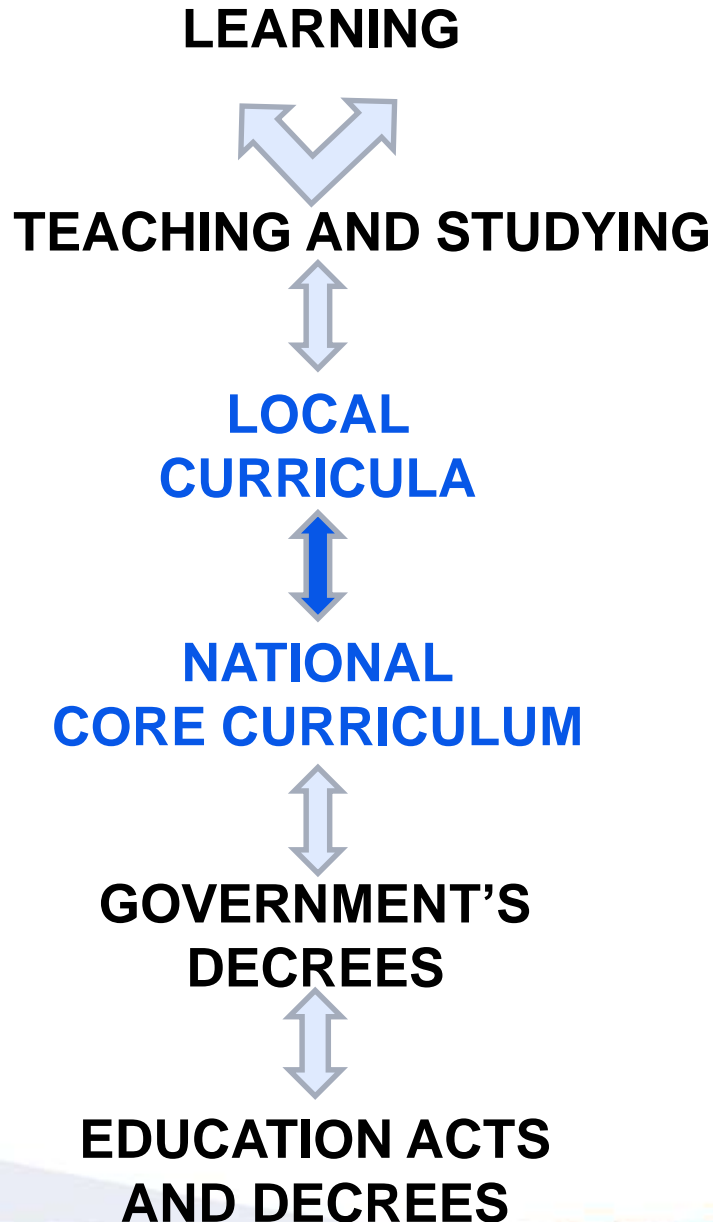 LEARNING
TEACHING AND STUDYING
LOCAL
CURRICULA
NATIONAL
CORE CURRICULUM
GOVERNMENT’S
DECREES
EDUCATION ACTS
AND DECREES